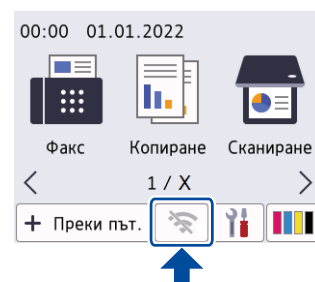 00:00 01.01.2022
Факс Копиране Сканиране
< 1 / X >
+ Преки път.